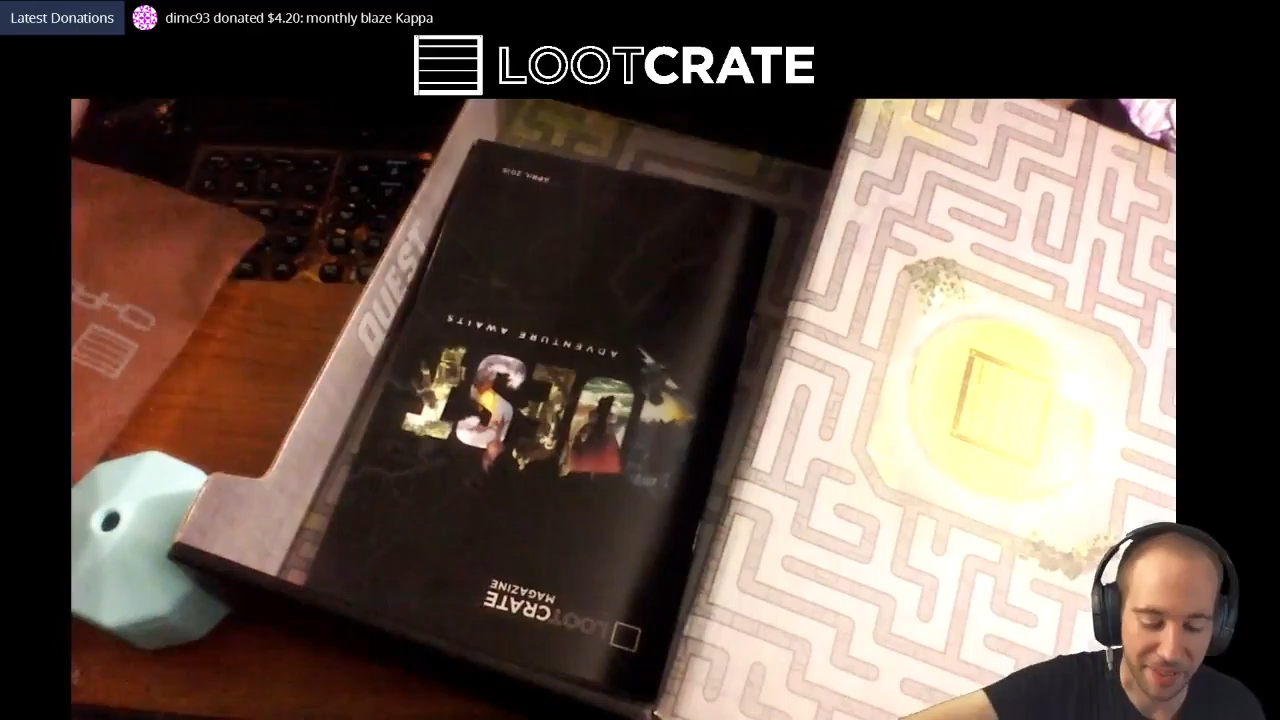 Latest Donations
dimc93 donated $4.20: monthly blaze Kappa
LOOTCRATE
APRIL 2015
QUEST
ADVENTURE AWAITS
QUEST
LOOTCRATE
MAGAZINE